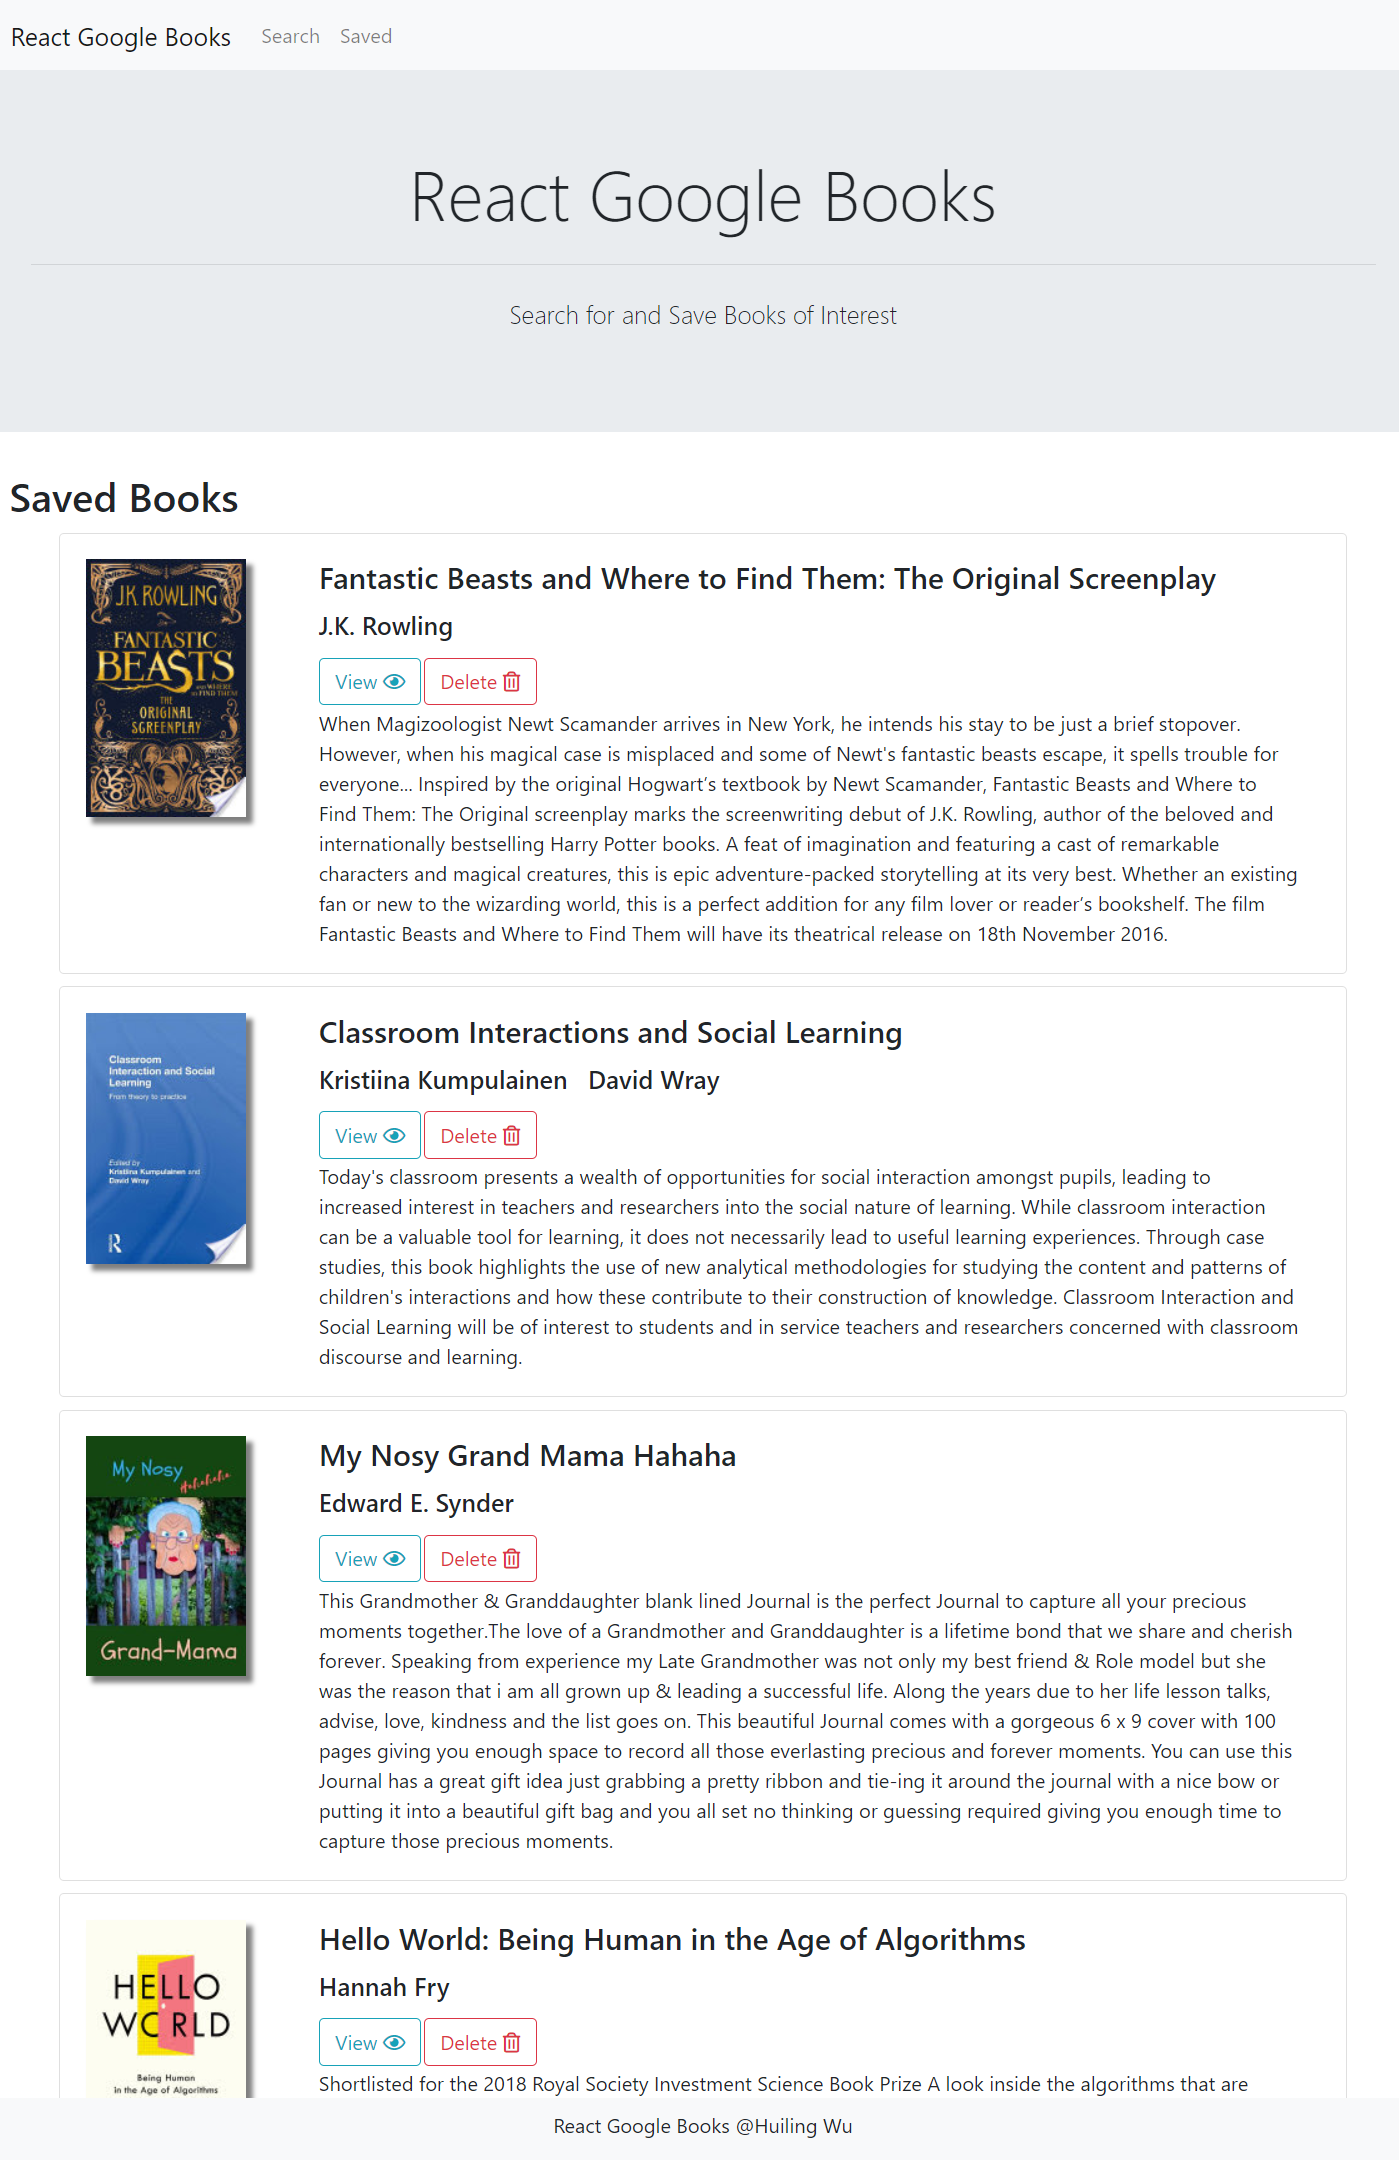 React Google Books Search Saved
React Google Books
Search for and Save Books of Interest
Saved Books
J.K. ROWLING
FANTASTIC
BEASTS
AND WHERE
TO FIND THEM
THE
ORIGINAL
SCREENPLAY
Fantastic Beasts and Where to Find Them: The Original Screenplay
J.K. Rowling
View Delete
When Magizoologist Newt Scamander arrives in New York, he intends his stay to be just a brief stopover.
However, when his magical case is misplaced and some of Newt's fantastic beasts escape, it spells trouble for
everyone... Inspired by the original Hogwart’s textbook by Newt Scamander, Fantastic Beasts and Where to
Find Them: The Original screenplay marks the screenwriting debut of J.K. Rowling, author of the beloved and
internationally bestselling Harry Potter books. A feat of imagination and featuring a cast of remarkable
characters and magical creatures, this is epic adventure-packed storytelling at its very best. Whether an existing
fan or new to the wizarding world, this is a perfect addition for any film lover or reader’s bookshelf. The film
Fantastic Beasts and Where to Find Them will have its theatrical release on 18th November 2016.
Classroom
Interaction and Social
Learning
From theory to practice
Edited by
Kristiina Kumpulainen and
David Wray
R
Classroom Interactions and Social Learning
Kristiina Kumpulainen David Wray
View Delete
Today's classroom presents a wealth of opportunities for social interaction amongst pupils, leading to
increased interest in teachers and researchers into the social nature of learning. While classroom interaction
can be a valuable tool for learning, it does not necessarily lead to useful learning experiences. Through case
studies, this book highlights the use of new analytical methodologies for studying the content and patterns of
children's interactions and how these contribute to their construction of knowledge. Classroom Interaction and
Social Learning will be of interest to students and in service teachers and researchers concerned with classroom
discourse and learning.
My Nosy
Hahahaha
Grand-Mama
My Nosy Grand Mama Hahaha
Edward E. Synder
View Delete
This Grandmother & Granddaughter blank lined Journal is the perfect Journal to capture all your precious
moments together.The love of a Grandmother and Granddaughter is a lifetime bond that we share and cherish
forever. Speaking from experience my Late Grandmother was not only my best friend & Role model but she
was the reason that i am all grown up & leading a successful life. Along the years due to her life lesson talks,
advise, love, kindness and the list goes on. This beautiful Journal comes with a gorgeous 6 x 9 cover with 100
pages giving you enough space to record all those everlasting precious and forever moments. You can use this
Journal has a great gift idea just grabbing a pretty ribbon and tie-ing it around the journal with a nice bow or
putting it into a beautiful gift bag and you all set no thinking or guessing required giving you enough time to
capture those precious moments.
HELLO
WORLD
Being Human
in the Age of Algorithms
Hello World: Being Human in the Age of Algorithms
Hannah Fry
View Delete
Shortlisted for the 2018 Royal Society Investment Science Book Prize A look inside the algorithms that are
React Google Books @Huiling Wu